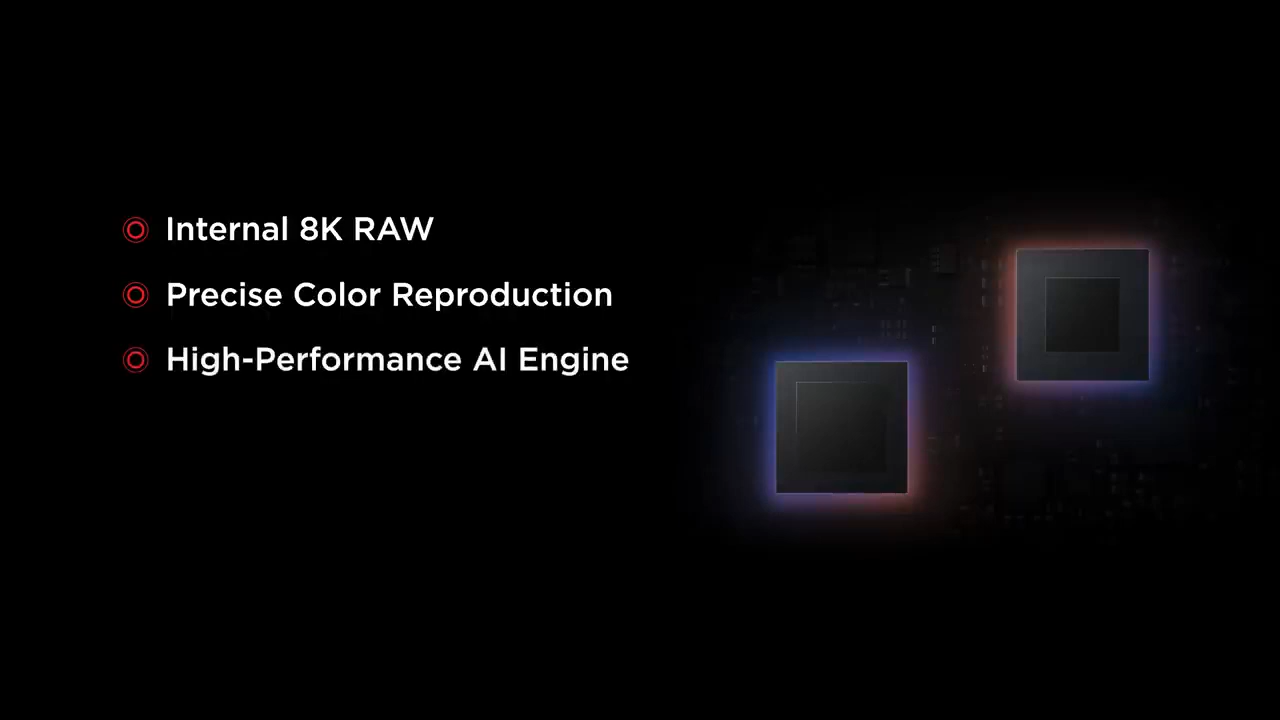 Internal 8K RAW
Precise Color Reproduction
High-Performance AI Engine